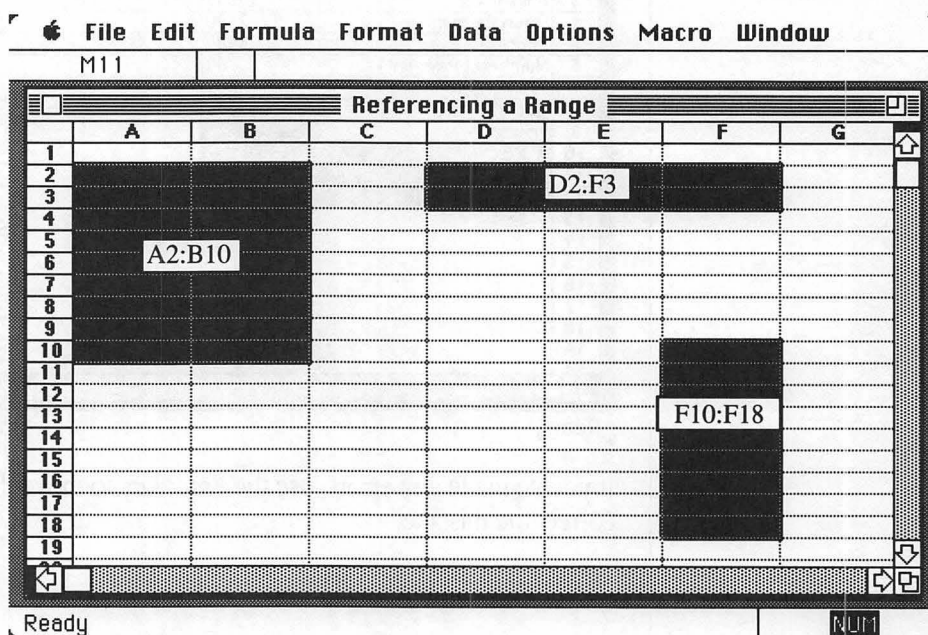 File Edit Formula Format Data Options Macro Window
M11
Referencing a Range
A B C D E F G
1
2
3
D2:F3
4
5
6
A2:B10
7
8
9
10
11
12
13
F10:F18
14
15
16
17
18
19
Ready NUM